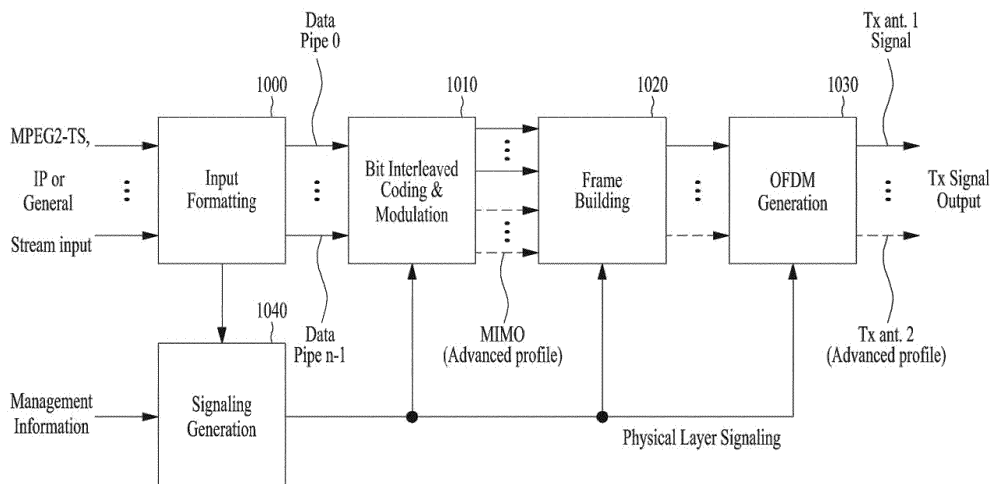 Data
Pipe 0
Tx ant. 1
Signal
1000
1010
1020
1030
MPEG2-TS,
IP or
General
Stream input
Input
Formatting
Bit Interleaved
Coding &
Modulation
Frame
Building
OFDM
Generation
Tx Signal
Output
1040
Data
Pipe n-1
MIMO
(Advanced profile)
Tx ant. 2
(Advanced profile)
Management
Information
Signaling
Generation
Physical Layer Signaling